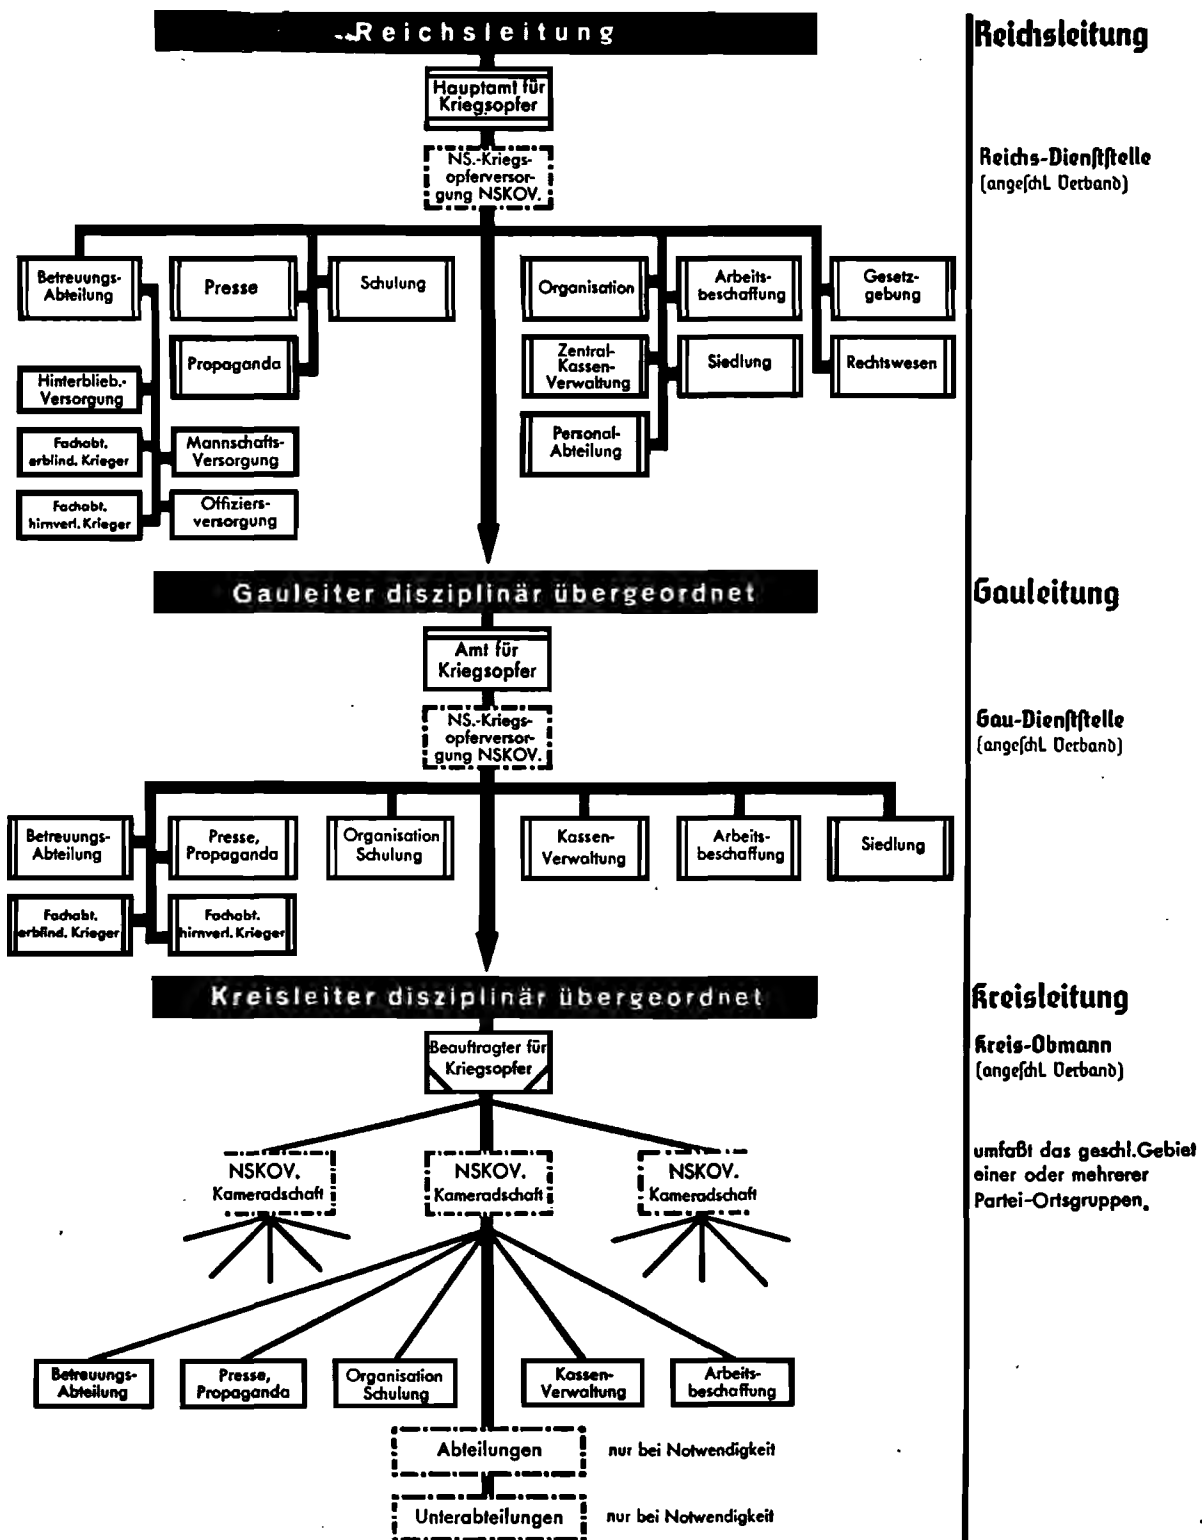 Reichsleitung
Reichsleitung
Hauptamt für
Kriegsopfer
NS.-Kriegs-
opferversor-
gung NSKOV.
Reichs-Dienststelle
(angeschl. Verband)
Betreuungs-
Abteilung
Presse
Schulung
Organisation
Arbeits-
beschaffung
Gesetz-
gebung
Propaganda
Zentral-
Kassen-
Verwaltung
Siedlung
Rechtswesen
Hinterblieb.-
Versorgung
Personal-
Abteilung
Fachabt.
erblind. Krieger
Mannschafts-
Versorgung
Fachabt.
hirnverl. Krieger
Offiziers-
versorgung
Gauleiter disziplinär übergeordnet
Gauleitung
Amt für
Kriegsopfer
NS.-Kriegs-
opferversor-
gung NSKOV.
Gau-Dienststelle
(angeschl. Verband)
Betreuungs-
Abteilung
Presse,
Propaganda
Organisation
Schulung
Kassen-
Verwaltung
Arbeits-
beschaffung
Siedlung
Fachabt.
erblind. Krieger
Fachabt.
hirnverl. Krieger
Kreisleiter disziplinär übergeordnet
Kreisleitung
Beauftragter für
Kriegsopfer
Kreis-Obmann
(angeschl. Verband)
NSKOV.
Kameradschaft
NSKOV.
Kameradschaft
NSKOV.
Kameradschaft
umfaßt das geschl. Gebiet
einer oder mehrerer
Partei-Ortsgruppen.
Betreuungs-
Abteilung
Presse,
Propaganda
Organisation
Schulung
Kassen-
Verwaltung
Arbeits-
beschaffung
Abteilungen
nur bei Notwendigkeit
Unterabteilungen
nur bei Notwendigkeit